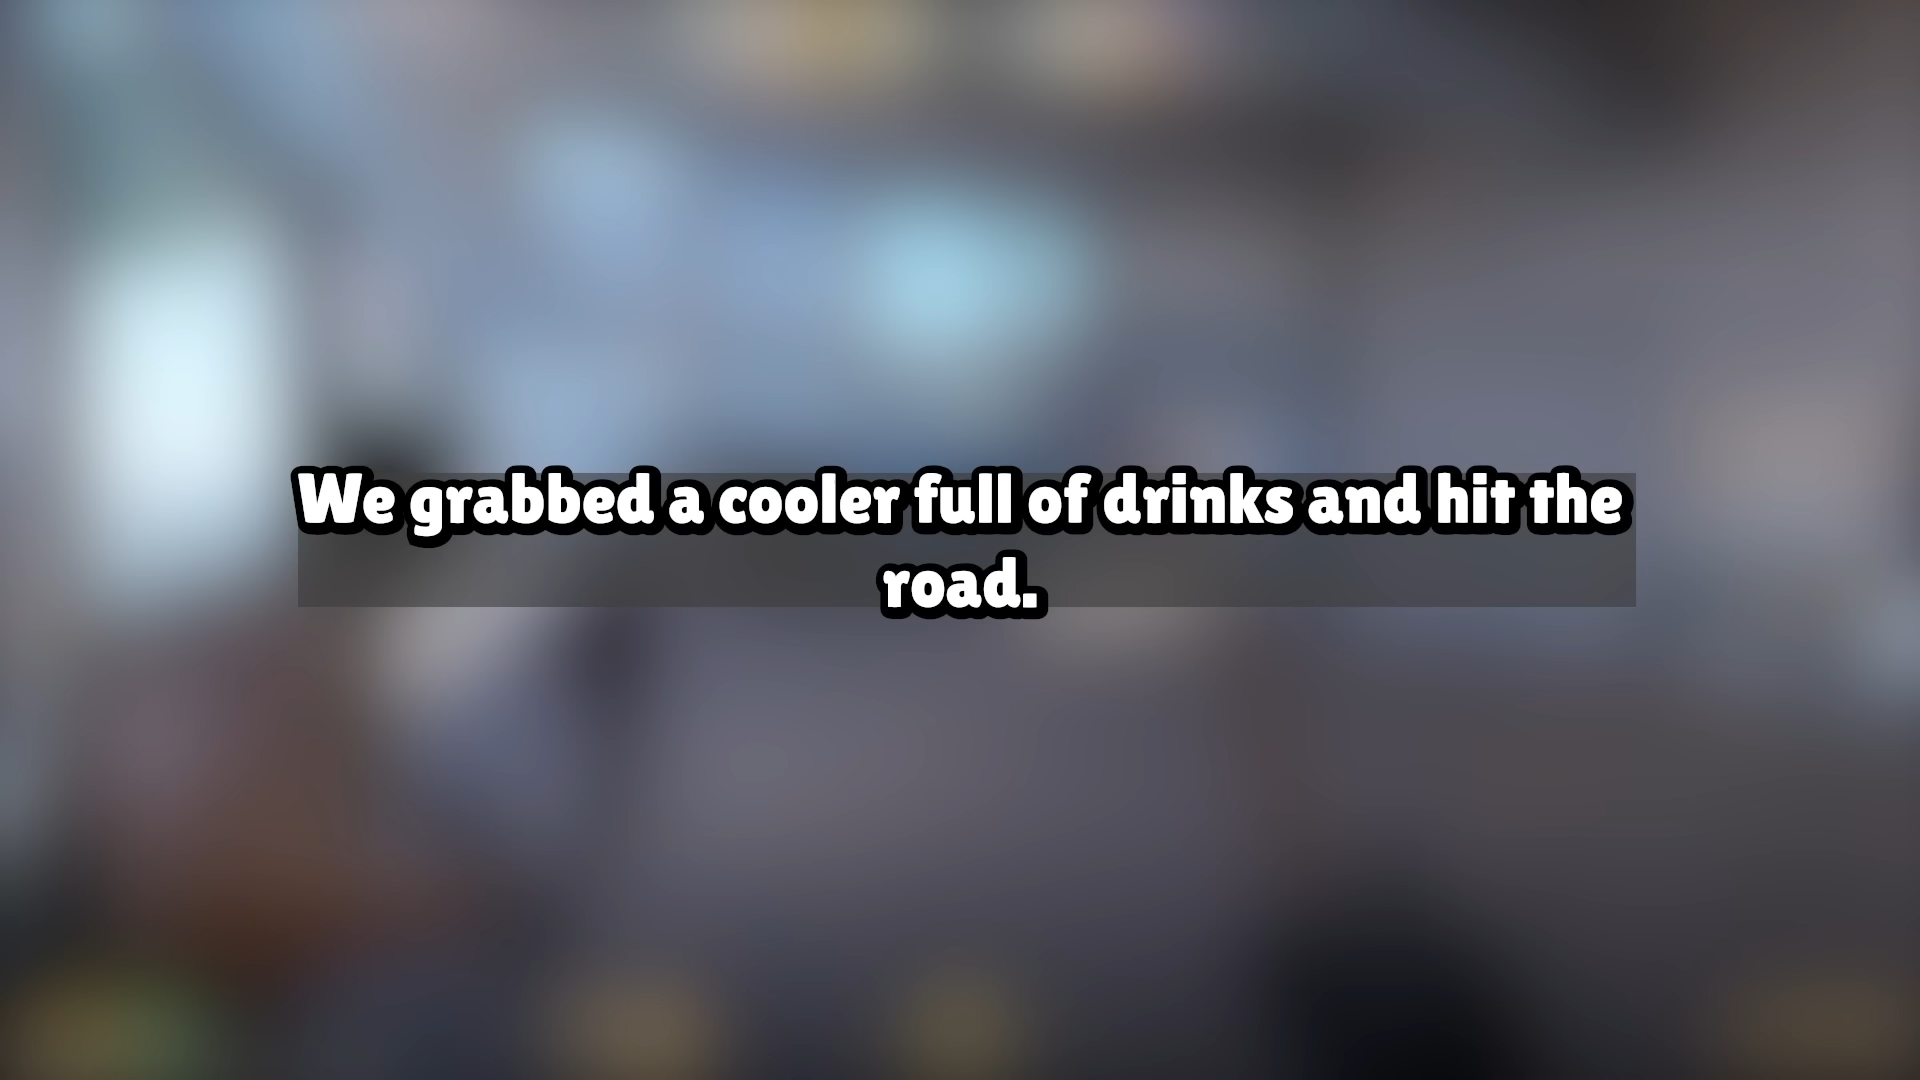 We grabbed a cooler full of drinks and hit the
road.